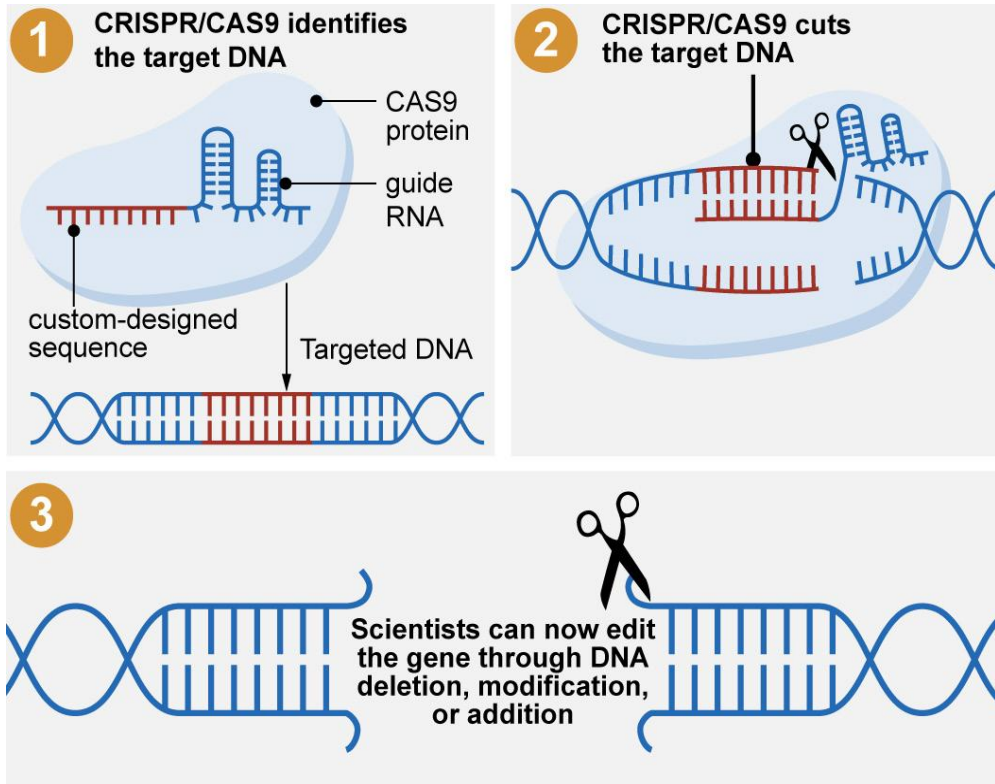 1
CRISPR/CAS9 identifies
the target DNA
CAS9
protein
guide
RNA
custom-designed
sequence
Targeted DNA
2
CRISPR/CAS9 cuts
the target DNA
3
Scientists can now edit
the gene through DNA
deletion, modification,
or addition